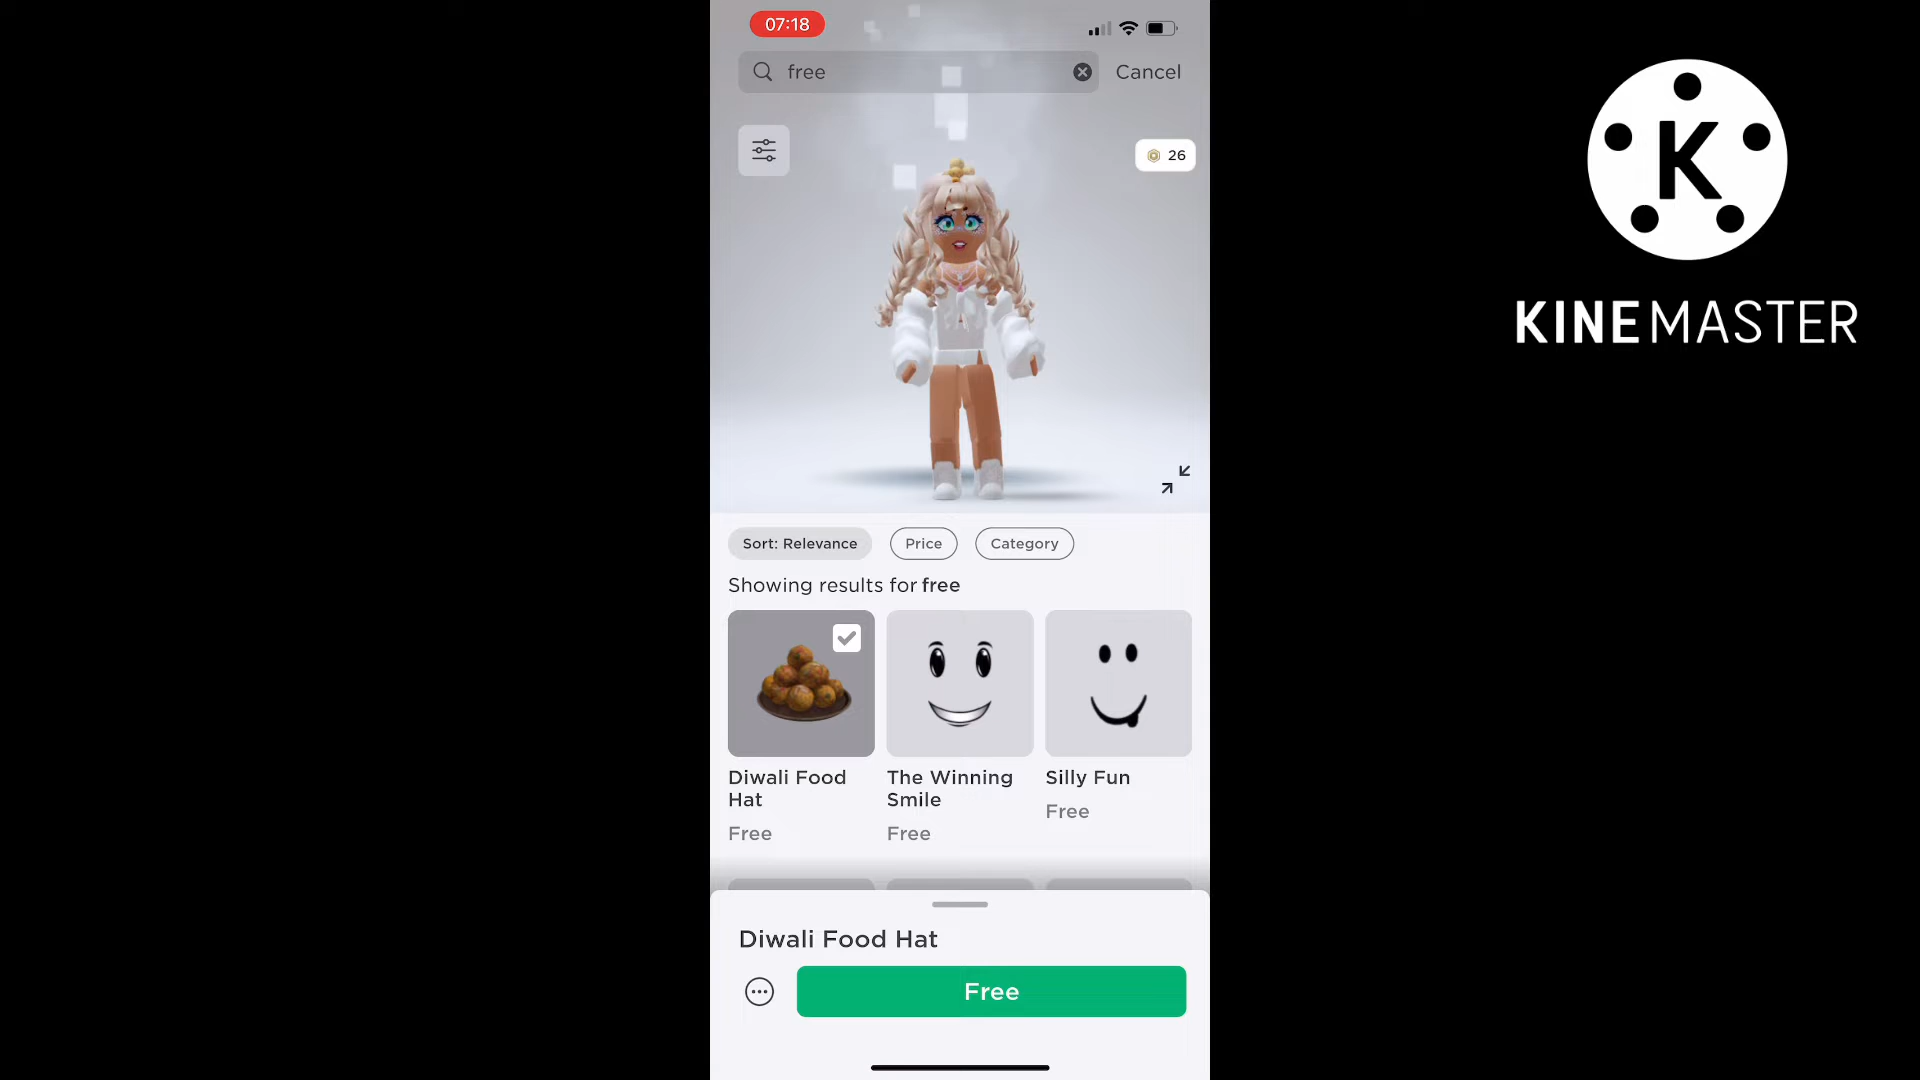 07:18
free
Cancel
26
K
KINEMASTER
Sort: Relevance
Price
Category
Showing results for free
Diwali Food
Hat
Free
The Winning
Smile
Free
Silly Fun
Free
Diwali Food Hat
Free